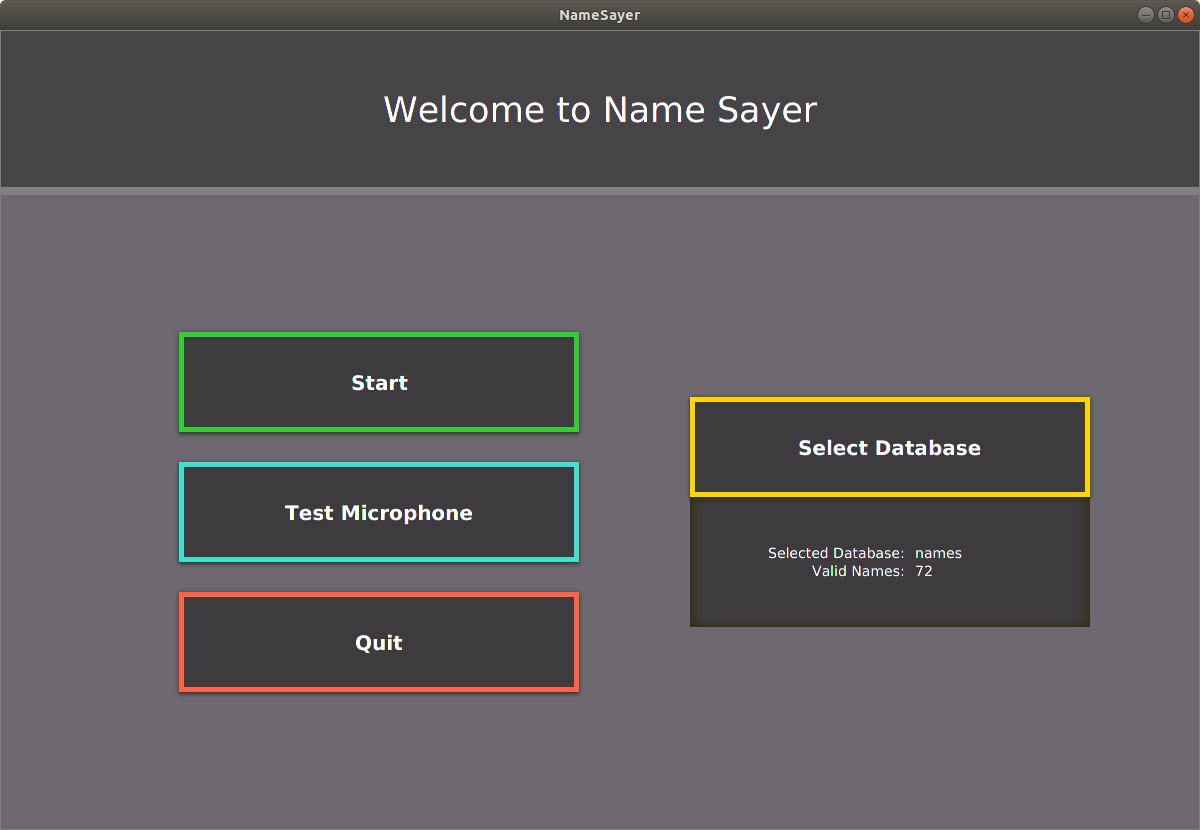 NameSayer
Welcome to Name Sayer
Start
Test Microphone
Quit
Select Database
Selected Database: names
Valid Names: 72